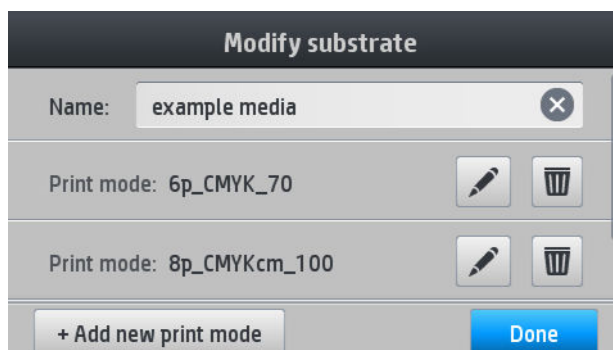 Modify substrate
Name: example media
Print mode: 6p_CMYK_70
Print mode: 8p_CMYKcm_100
+ Add new print mode Done